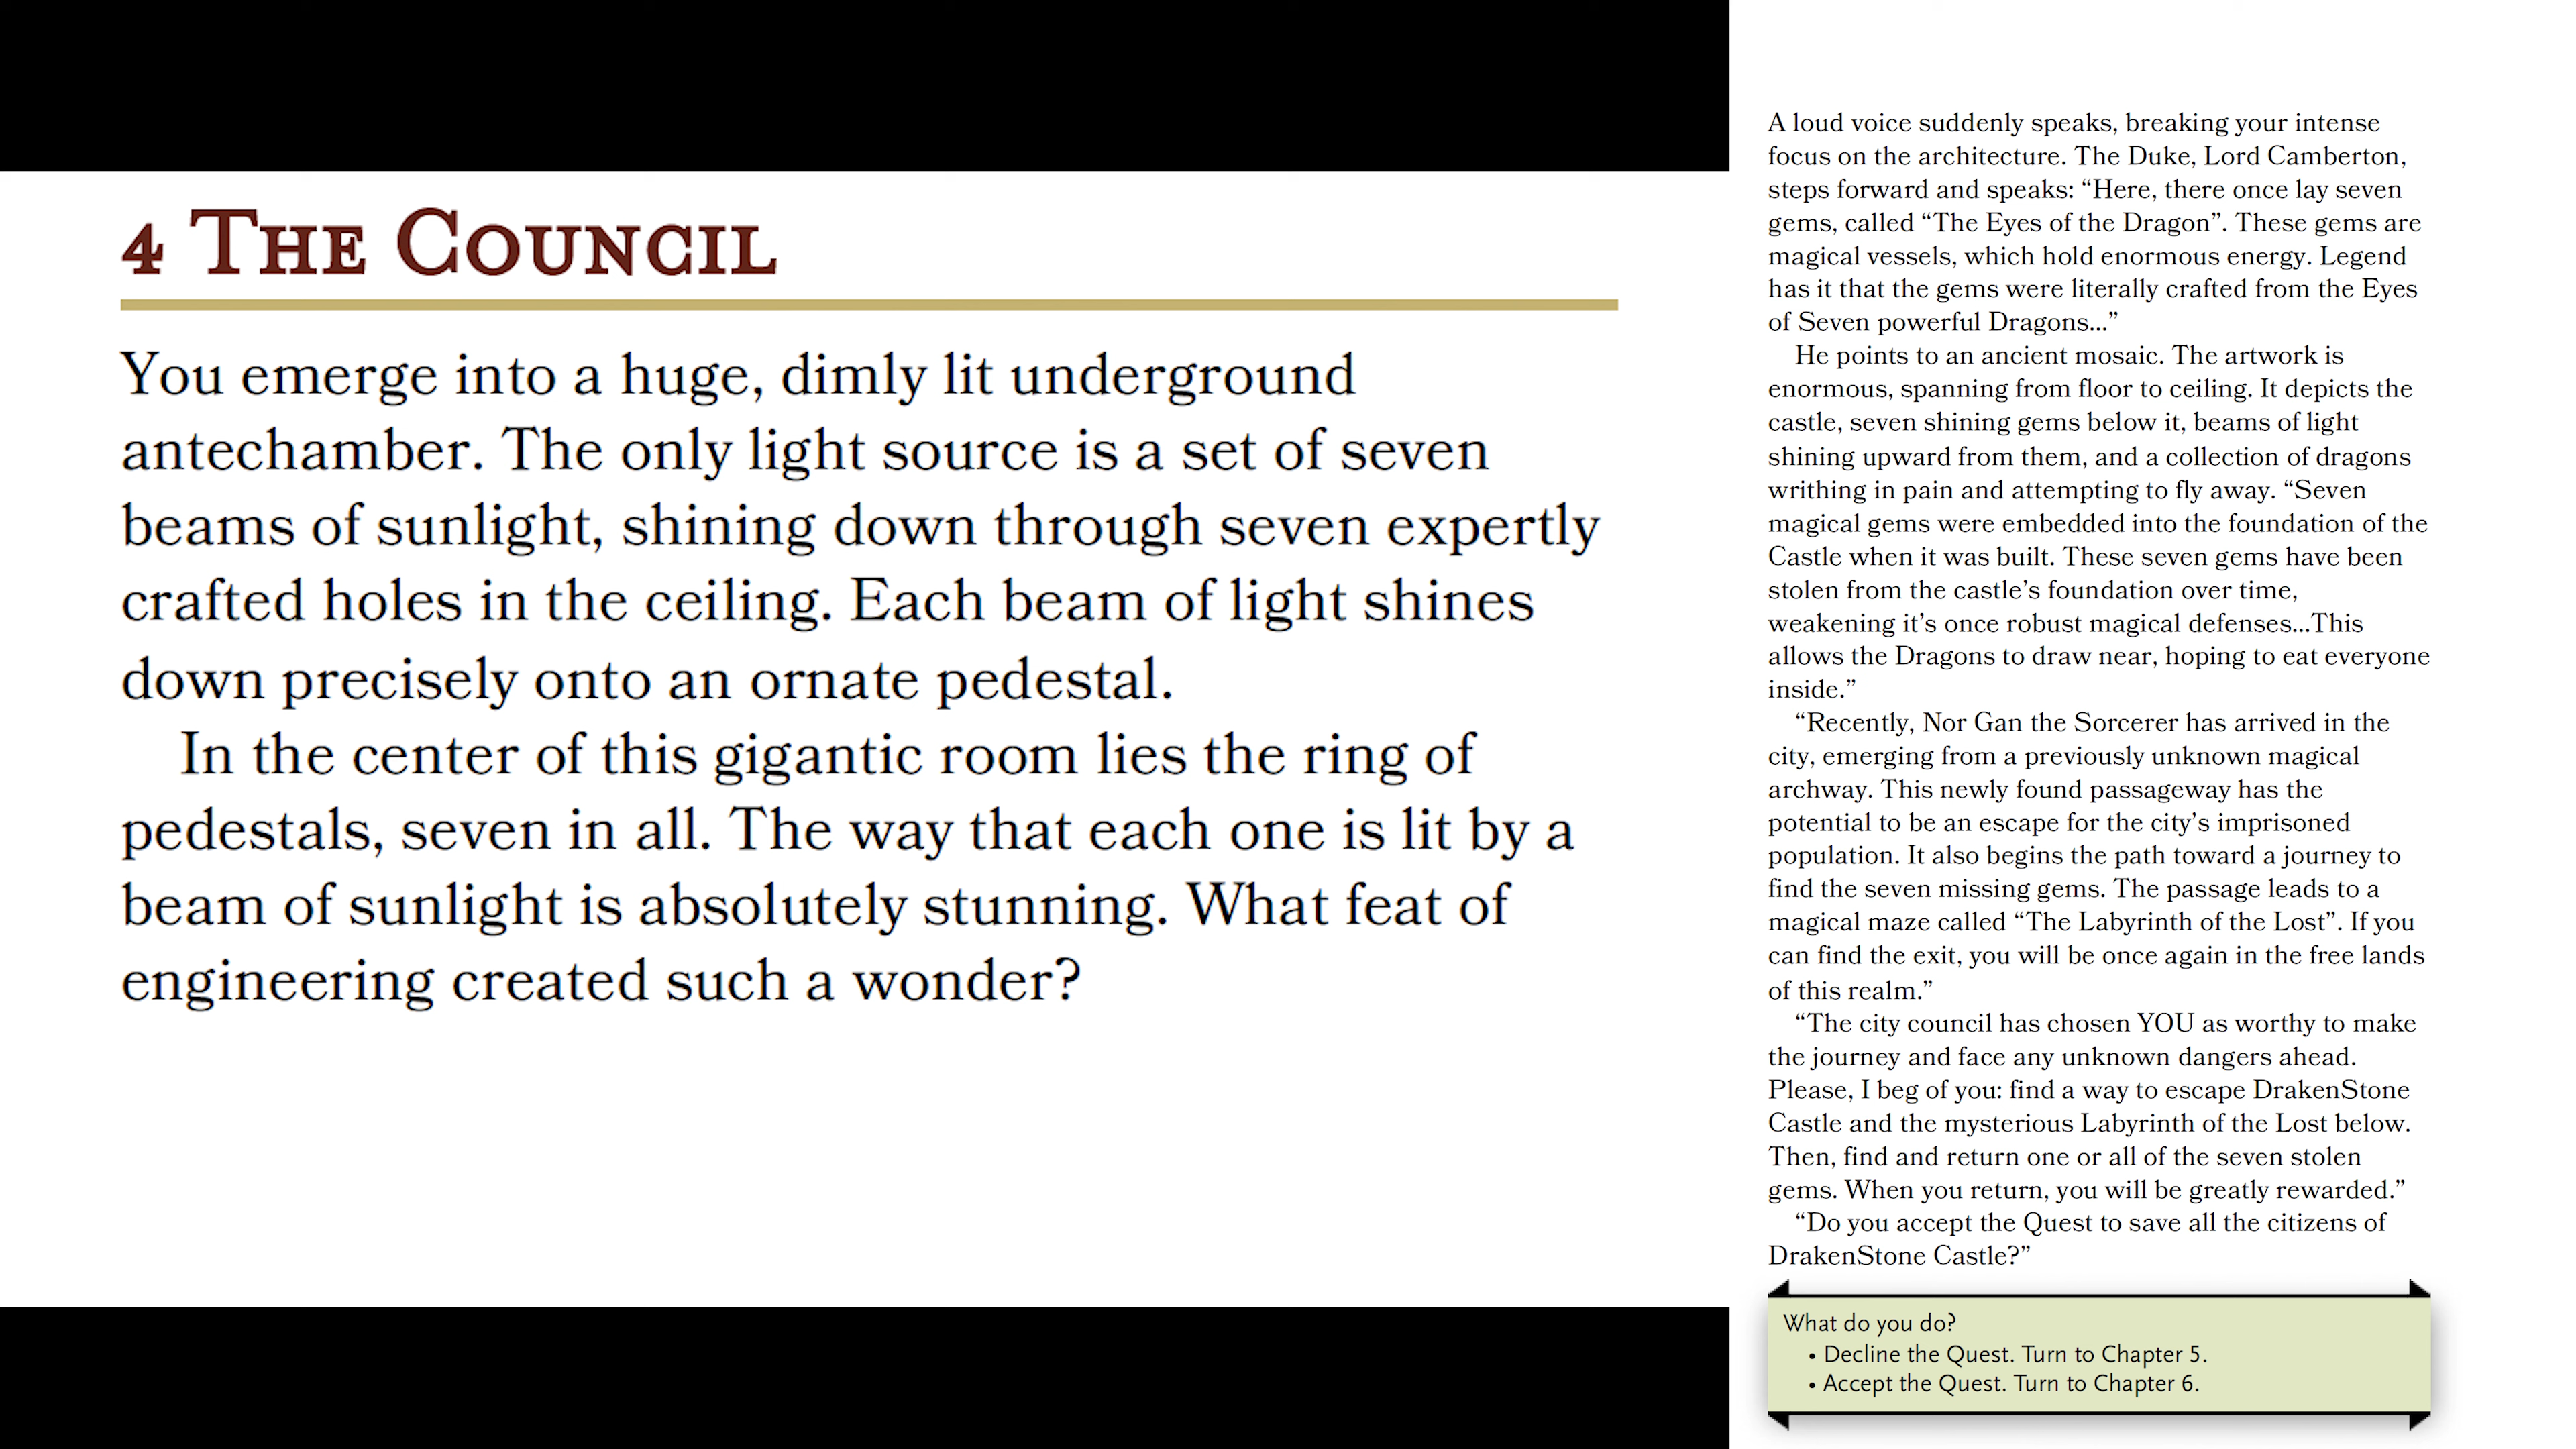 4 The Council
You emerge into a huge, dimly lit underground
antechamber. The only light source is a set of seven
beams of sunlight, shining down through seven expertly
crafted holes in the ceiling. Each beam of light shines
down precisely onto an ornate pedestal.
In the center of this gigantic room lies the ring of
pedestals, seven in all. The way that each one is lit by a
beam of sunlight is absolutely stunning. What feat of
engineering created such a wonder?
A loud voice suddenly speaks, breaking your intense
focus on the architecture. The Duke, Lord Camberton,
steps forward and speaks: “Here, there once lay seven
gems, called “The Eyes of the Dragon”. These gems are
magical vessels, which hold enormous energy. Legend
has it that the gems were literally crafted from the Eyes
of Seven powerful Dragons...”
He points to an ancient mosaic. The artwork is
enormous, spanning from floor to ceiling. It depicts the
castle, seven shining gems below it, beams of light
shining upward from them, and a collection of dragons
writhing in pain and attempting to fly away. “Seven
magical gems were embedded into the foundation of the
Castle when it was built. These seven gems have been
stolen from the castle’s foundation over time,
weakening it’s once robust magical defenses...This
allows the Dragons to draw near, hoping to eat everyone
inside.”
“Recently, Nor Gan the Sorcerer has arrived in the
city, emerging from a previously unknown magical
archway. This newly found passageway has the
potential to be an escape for the city’s imprisoned
population. It also begins the path toward a journey to
find the seven missing gems. The passage leads to a
magical maze called “The Labyrinth of the Lost”. If you
can find the exit, you will be once again in the free lands
of this realm.”
“The city council has chosen YOU as worthy to make
the journey and face any unknown dangers ahead.
Please, I beg of you: find a way to escape DrakenStone
Castle and the mysterious Labyrinth of the Lost below.
Then, find and return one or all of the seven stolen
gems. When you return, you will be greatly rewarded.”
“Do you accept the Quest to save all the citizens of
DrakenStone Castle?”
What do you do?
• Decline the Quest. Turn to Chapter 5.
• Accept the Quest. Turn to Chapter 6.